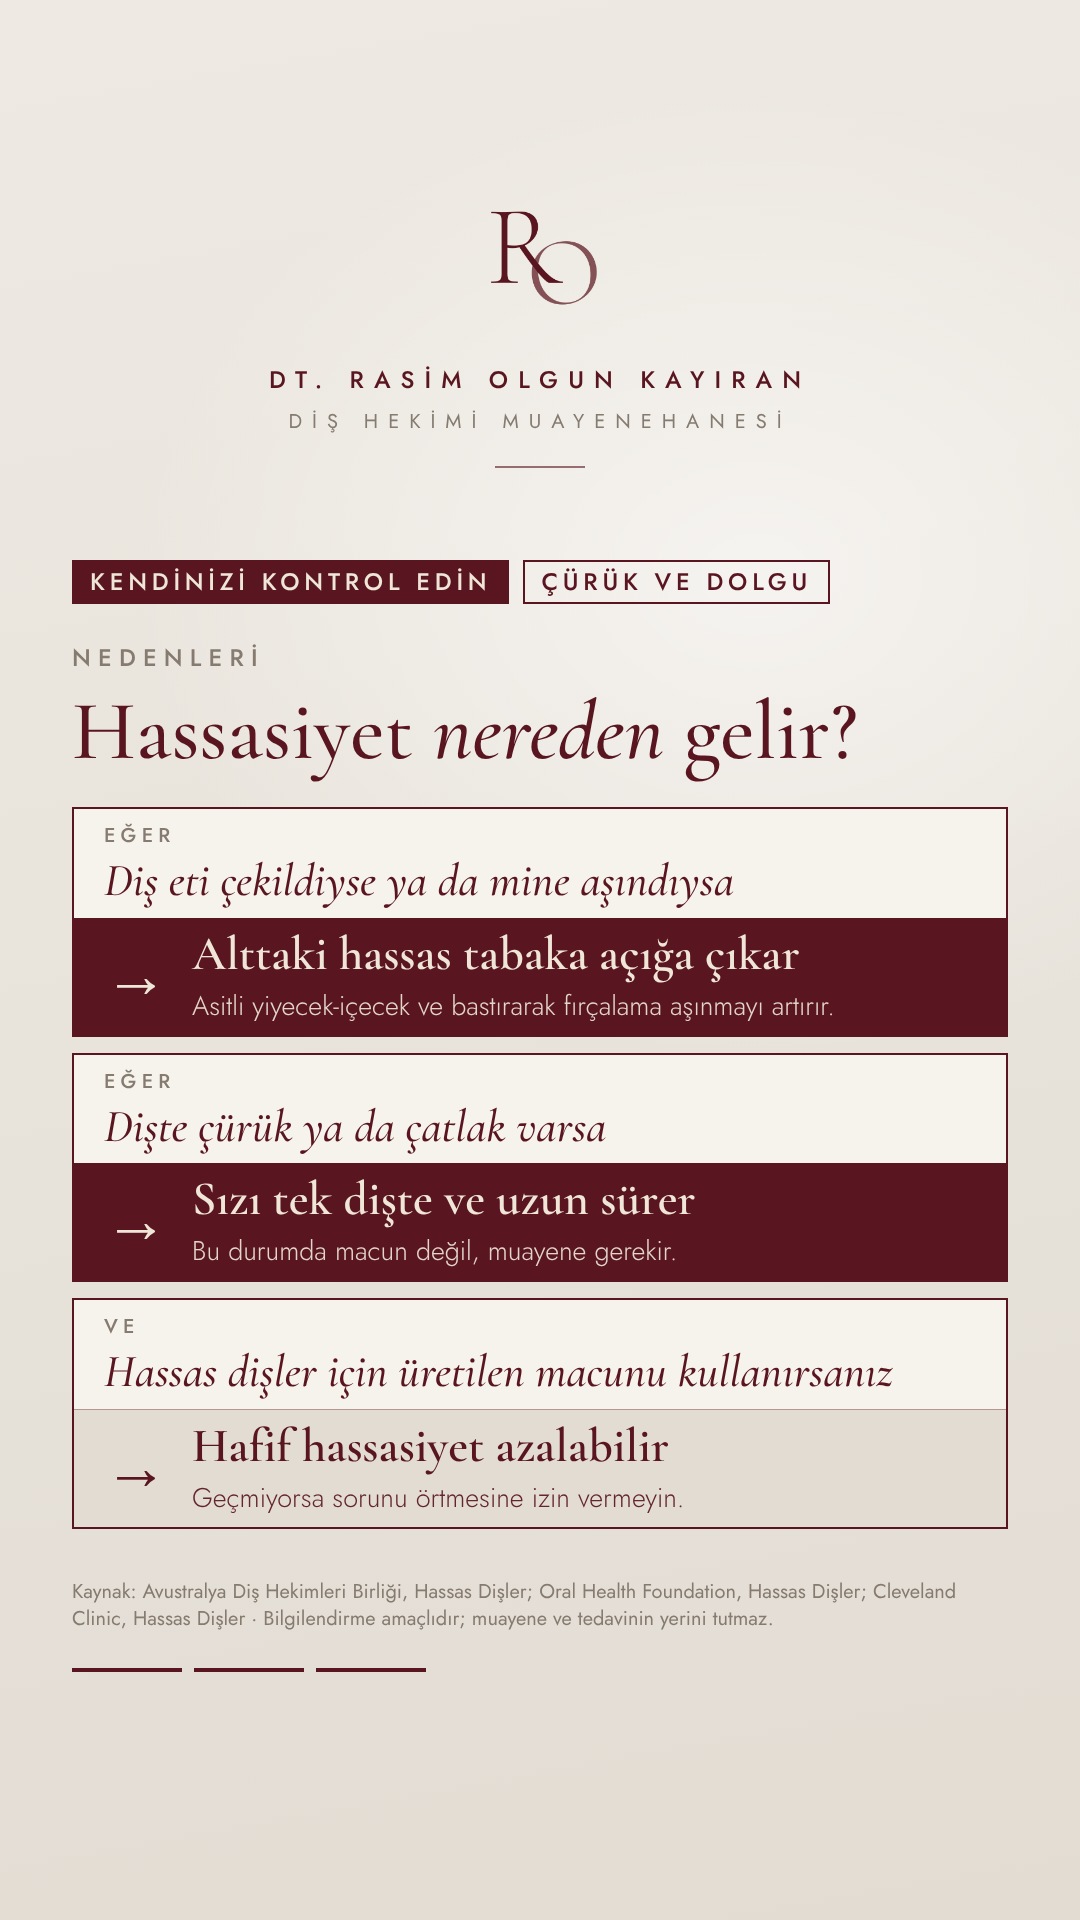 RO
DT. RASİM OLGUN KAYIRAN
DİŞ HEKİMİ MUAYENEHANESİ
KENDİNİZİ KONTROL EDİN
ÇÜRÜK VE DOLGU
NEDENLERİ
Hassasiyet nereden gelir?
EĞER
Diş eti çekildiyse ya da mine aşındıysa
→ Alttaki hassas tabaka açığa çıkar
Asitli yiyecek-içecek ve bastırarak fırçalama aşınmayı artırır.
EĞER
Dişte çürük ya da çatlak varsa
→ Sızı tek dişte ve uzun sürer
Bu durumda macun değil, muayene gerekir.
VE
Hassas dişler için üretilen macunu kullanırsanız
→ Hafif hassasiyet azalabilir
Geçmiyorsa sorunu örtmesine izin vermeyin.
Kaynak: Avustralya Diş Hekimleri Birliği, Hassas Dişler; Oral Health Foundation, Hassas Dişler; Cleveland
Clinic, Hassas Dişler · Bilgilendirme amaçlıdır; muayene ve tedavinin yerini tutmaz.